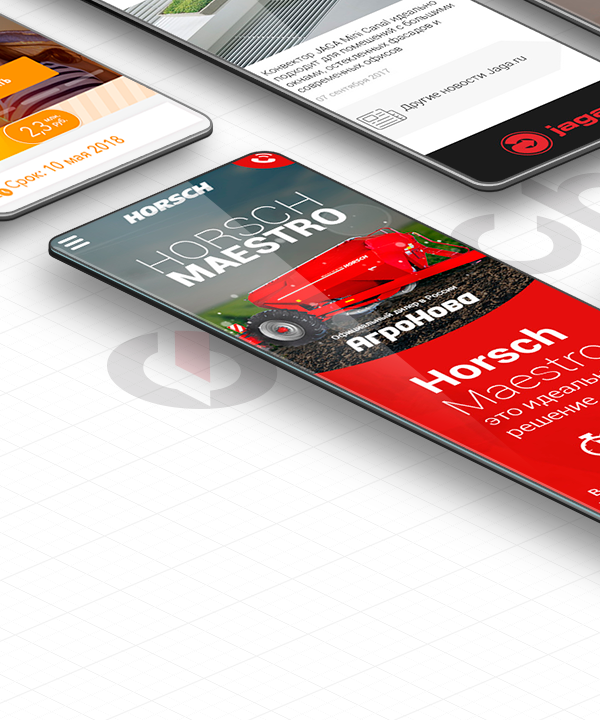 Конвектор JAGA Mini Canal идеально
подходит для помещений с большими
окнами, остекленных фасадов и
современных офисов
07 сентября 2017
Другие новости Jaga.ru
jaga
2,3 млн
руб.
Срок: 10 мая 2018
HORSCH
HORSCH
MAESTRO
HORSCH
Официальный дилер в России
АгроНова
Horsch
Maestro
это идеальн
решение